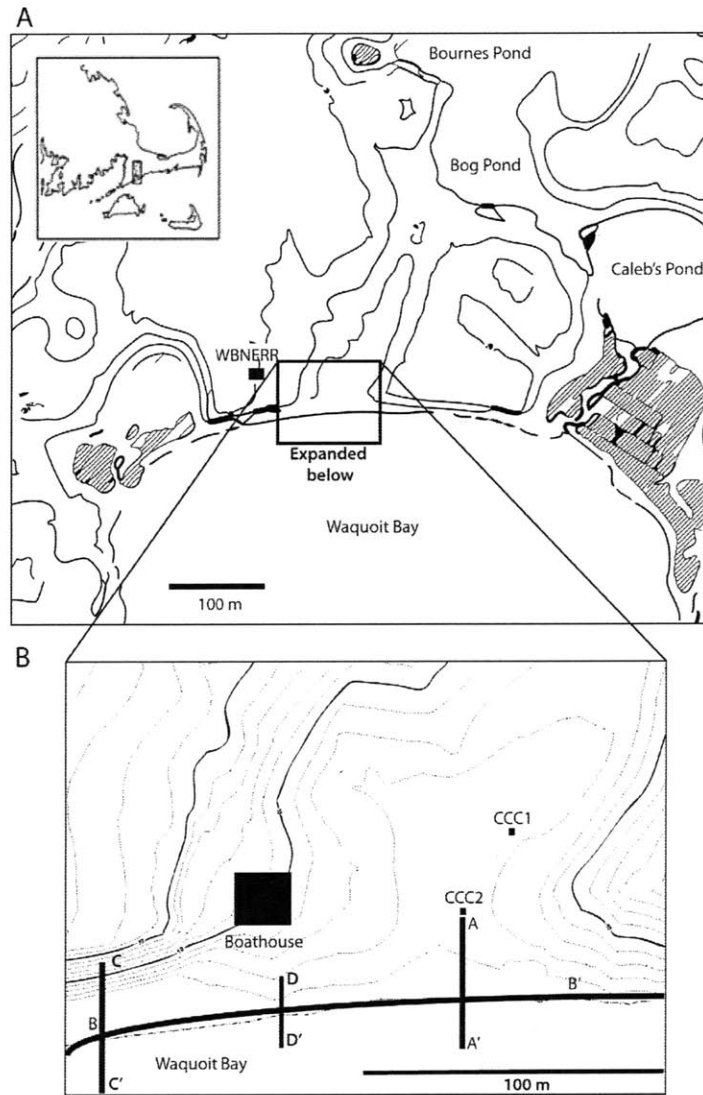 A
Bournes Pond
Bog Pond
Caleb's Pond
WBNERR
Expanded
below
Waquoit Bay
100 m
B
CCC1
CCC2
A
Boathouse
C
D
B'
B
D'
A'
Waquoit Bay
C'
100 m